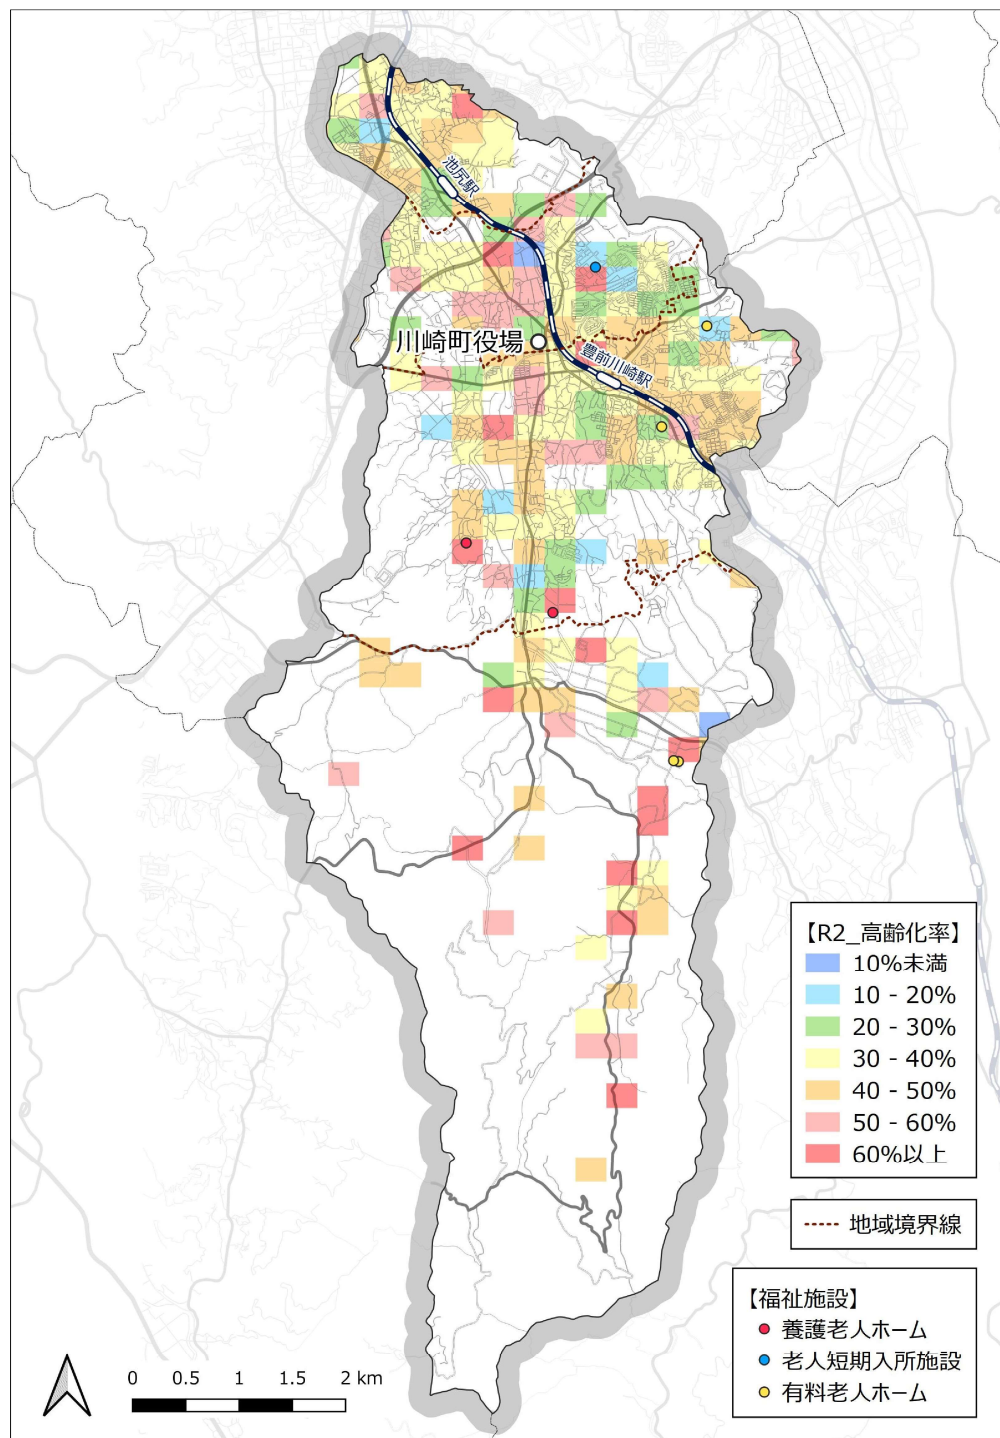 池尻駅
川崎町役場
豊前川崎駅
【R2_高齢化率】
10%未満
10 - 20%
20 - 30%
30 - 40%
40 - 50%
50 - 60%
60%以上
地域境界線
【福祉施設】
養護老人ホーム
老人短期入所施設
有料老人ホーム
0 0.5 1 1.5 2 km